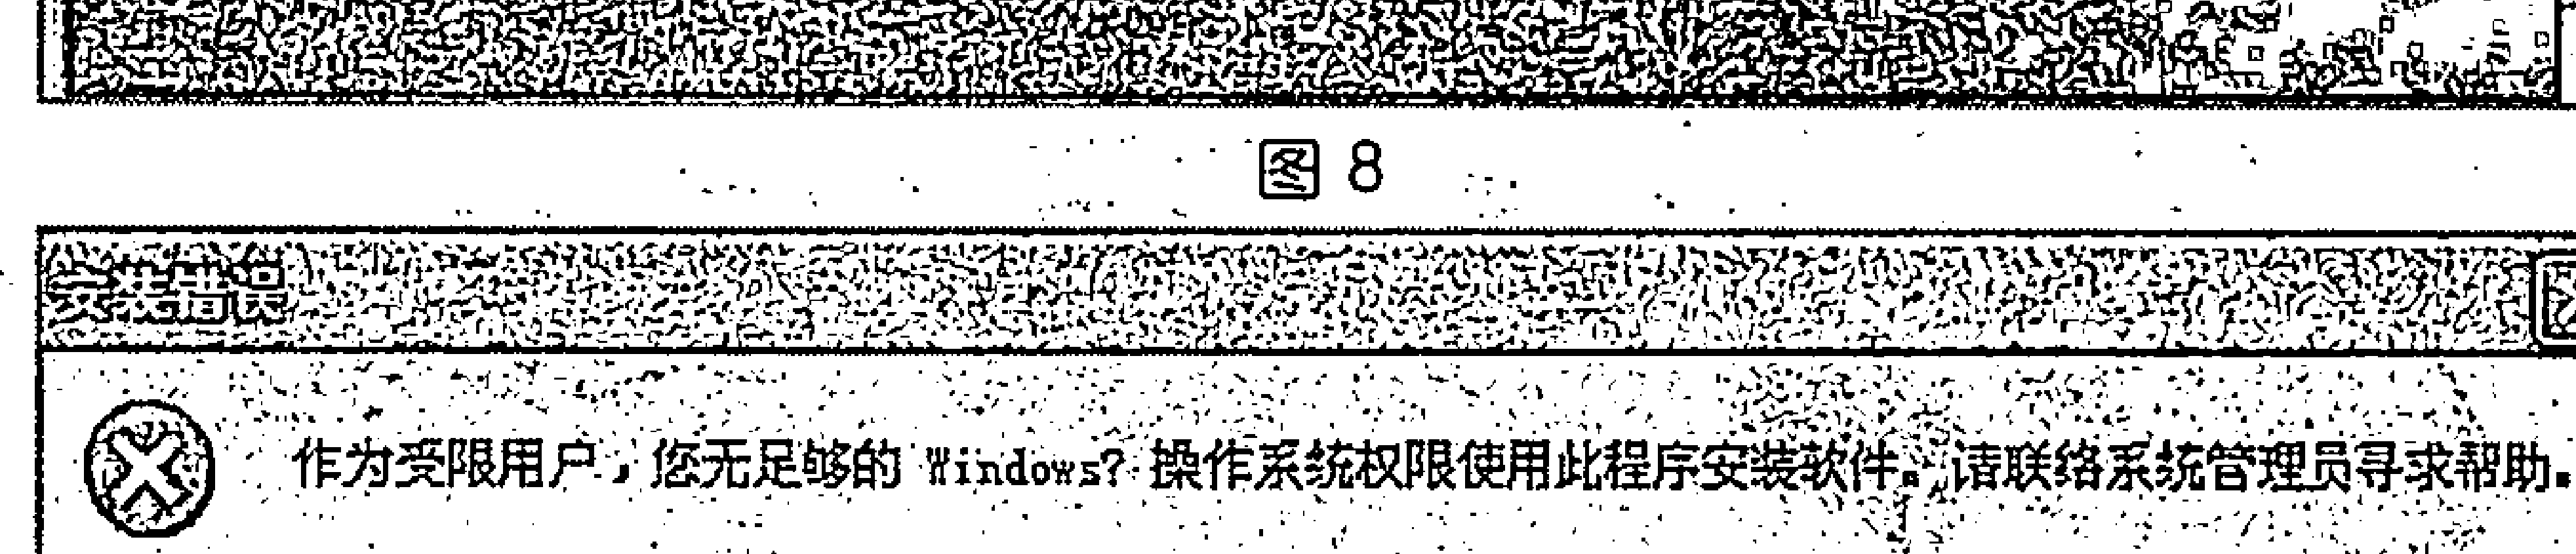 图 8
安装错误
作为受限用户，您无足够的 Windows? 操作系统权限使用此程序安装软件。请联络系统管理员寻求帮助。